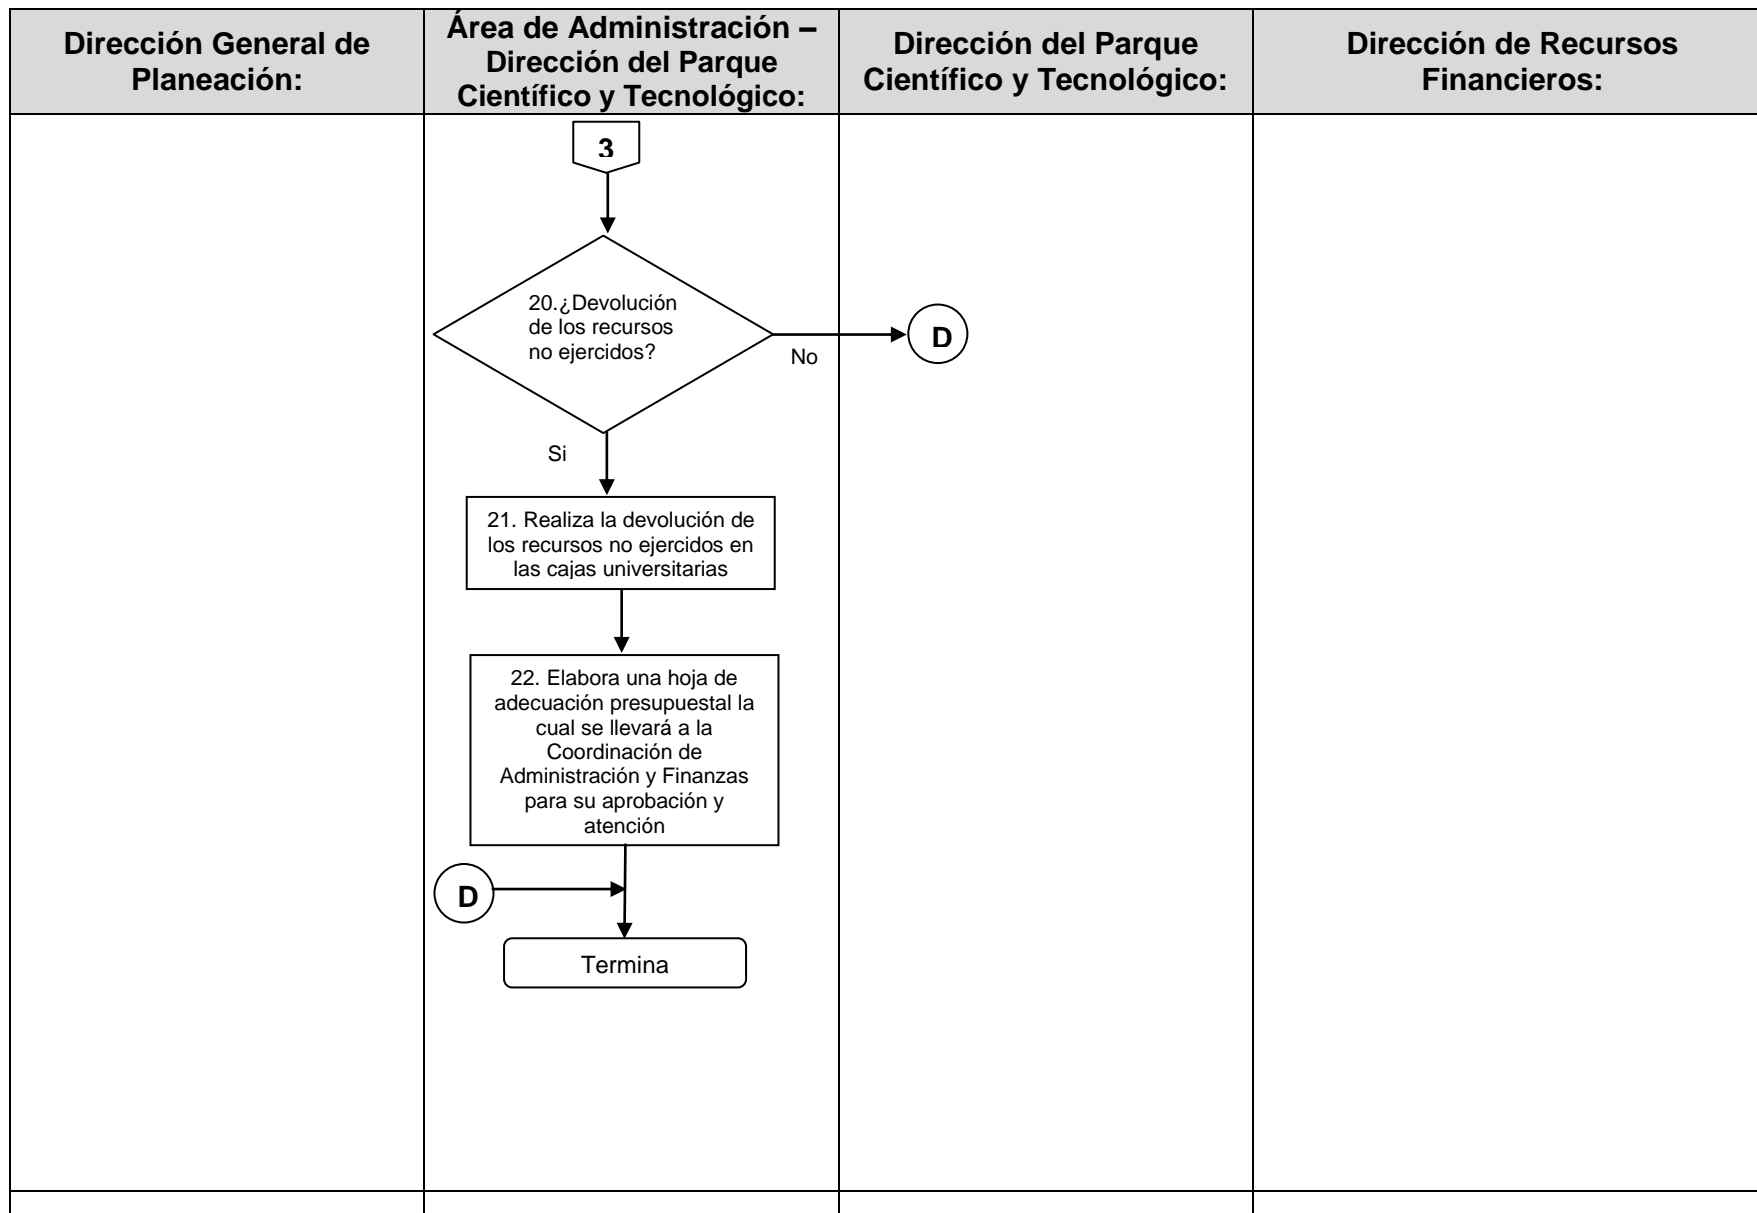 Dirección General de
Planeación:
Área de Administración –
Dirección del Parque
Científico y Tecnológico:
Dirección del Parque
Científico y Tecnológico:
Dirección de Recursos
Financieros:
3
20.¿Devolución
de los recursos
no ejercidos?
No
D
Si
21. Realiza la devolución de
los recursos no ejercidos en
las cajas universitarias
22. Elabora una hoja de
adecuación presupuestal la
cual se llevará a la
Coordinación de
Administración y Finanzas
para su aprobación y
atención
D
Termina